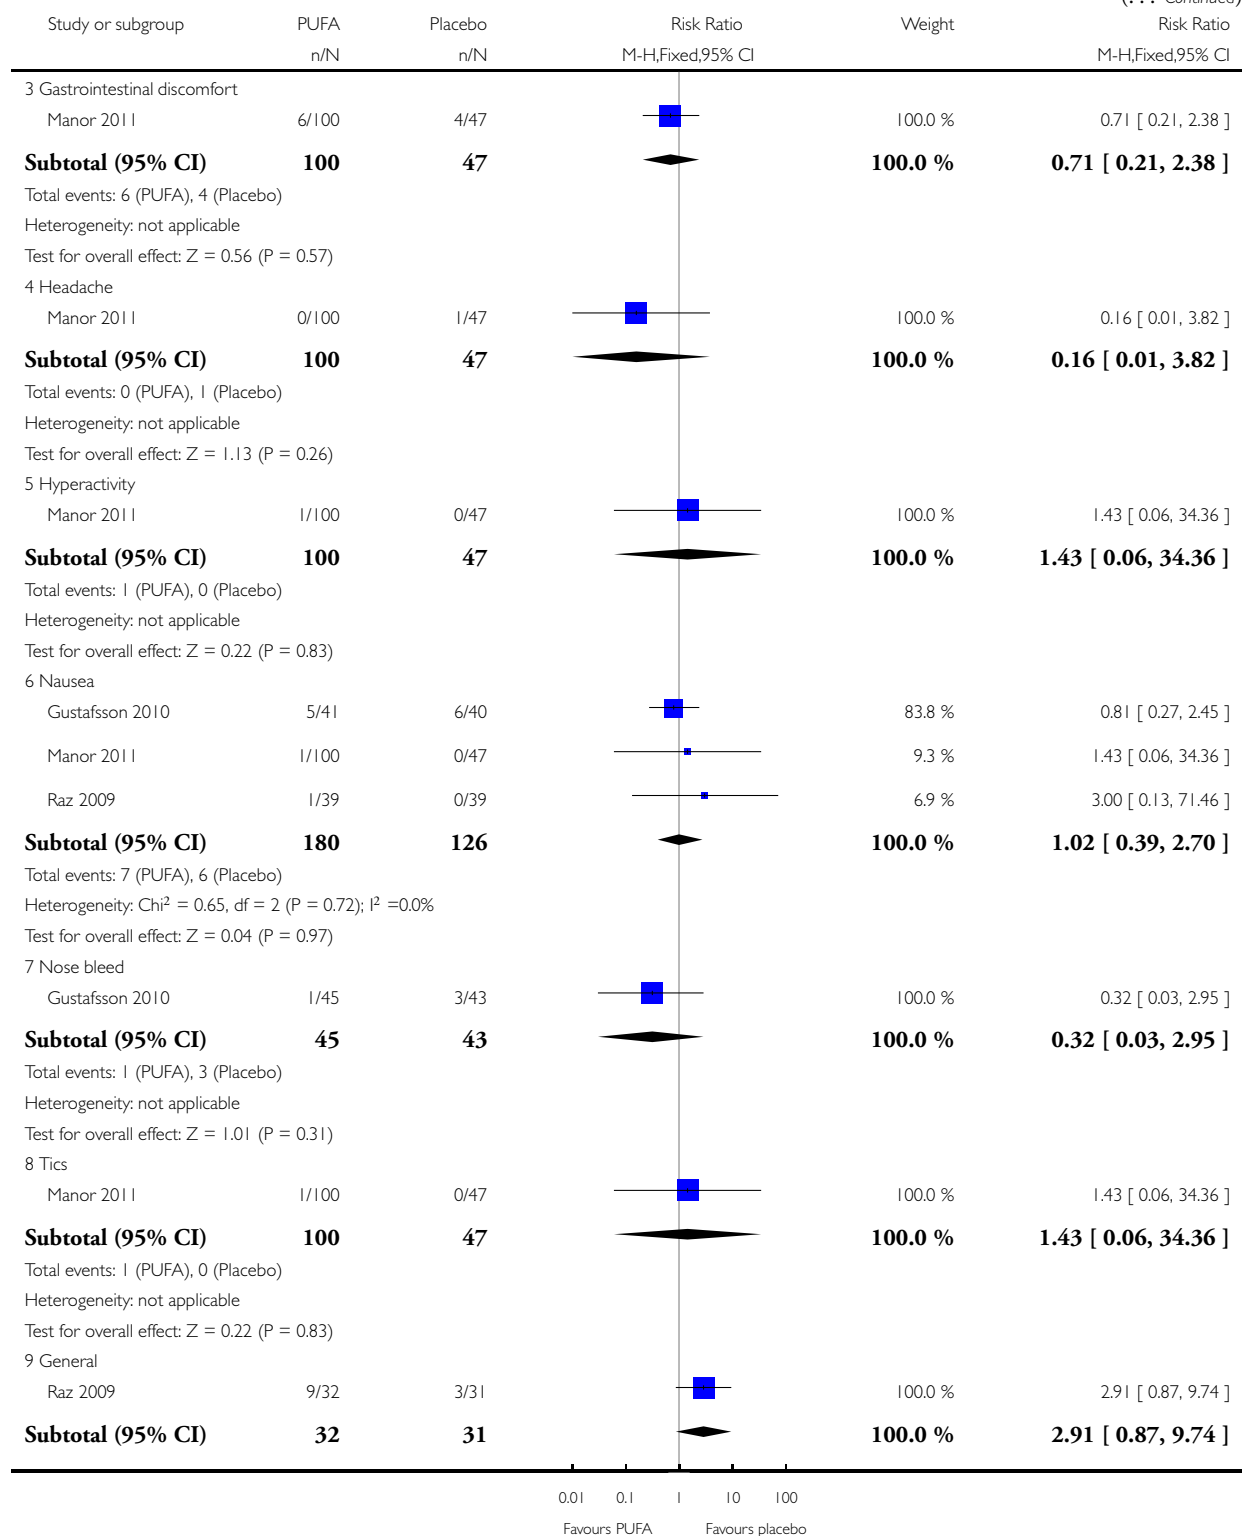 (... Continued)
Study or subgroup PUFA Placebo Risk Ratio Weight Risk Ratio
n/N n/N M-H,Fixed,95% CI M-H,Fixed,95% CI
3 Gastrointestinal discomfort
Manor 2011 6/100 4/47 100.0 % 0.71 [ 0.21, 2.38 ]
Subtotal (95% CI) 100 47 100.0 % 0.71 [ 0.21, 2.38 ]
Total events: 6 (PUFA), 4 (Placebo)
Heterogeneity: not applicable
Test for overall effect: Z = 0.56 (P = 0.57)
4 Headache
Manor 2011 0/100 1/47 100.0 % 0.16 [ 0.01, 3.82 ]
Subtotal (95% CI) 100 47 100.0 % 0.16 [ 0.01, 3.82 ]
Total events: 0 (PUFA), 1 (Placebo)
Heterogeneity: not applicable
Test for overall effect: Z = 1.13 (P = 0.26)
5 Hyperactivity
Manor 2011 1/100 0/47 100.0 % 1.43 [ 0.06, 34.36 ]
Subtotal (95% CI) 100 47 100.0 % 1.43 [ 0.06, 34.36 ]
Total events: 1 (PUFA), 0 (Placebo)
Heterogeneity: not applicable
Test for overall effect: Z = 0.22 (P = 0.83)
6 Nausea
Gustafsson 2010 5/41 6/40 83.8 % 0.81 [ 0.27, 2.45 ]
Manor 2011 1/100 0/47 9.3 % 1.43 [ 0.06, 34.36 ]
Raz 2009 1/39 0/39 6.9 % 3.00 [ 0.13, 71.46 ]
Subtotal (95% CI) 180 126 100.0 % 1.02 [ 0.39, 2.70 ]
Total events: 7 (PUFA), 6 (Placebo)
Heterogeneity: Chi² = 0.65, df = 2 (P = 0.72); I² =0.0%
Test for overall effect: Z = 0.04 (P = 0.97)
7 Nose bleed
Gustafsson 2010 1/45 3/43 100.0 % 0.32 [ 0.03, 2.95 ]
Subtotal (95% CI) 45 43 100.0 % 0.32 [ 0.03, 2.95 ]
Total events: 1 (PUFA), 3 (Placebo)
Heterogeneity: not applicable
Test for overall effect: Z = 1.01 (P = 0.31)
8 Tics
Manor 2011 1/100 0/47 100.0 % 1.43 [ 0.06, 34.36 ]
Subtotal (95% CI) 100 47 100.0 % 1.43 [ 0.06, 34.36 ]
Total events: 1 (PUFA), 0 (Placebo)
Heterogeneity: not applicable
Test for overall effect: Z = 0.22 (P = 0.83)
9 General
Raz 2009 9/32 3/31 100.0 % 2.91 [ 0.87, 9.74 ]
Subtotal (95% CI) 32 31 100.0 % 2.91 [ 0.87, 9.74 ]
0.01 0.1 1 10 100
Favours PUFA Favours placebo